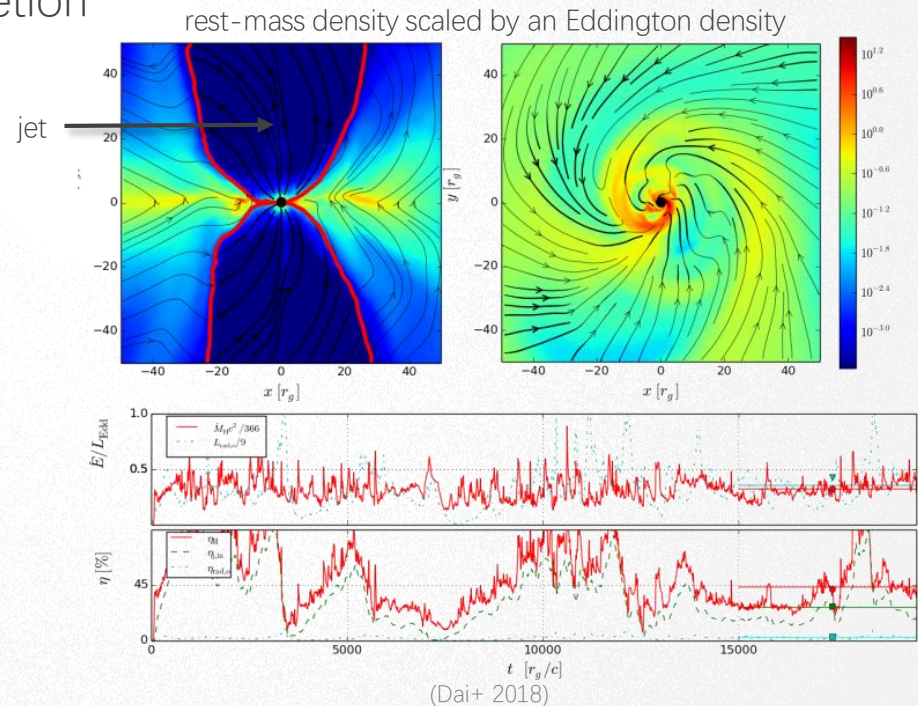 etion
rest-mass density scaled by an Eddington density
jet
40
20
0
−20
−40
−40 −20 0 20 40
x [r_g]
y [r_g]
40
20
0
−20
−40
−40 −20 0 20 40
x [r_g]
10^1.2
10^0.6
10^0.0
10^−0.6
10^−1.2
10^−1.8
10^−2.4
10^−3.0
Ė/L_Edd
1.0
0.5
Ṁ_H c²/366
L_rad,o/9
η [%]
45
0
η_H
η_rad,o
0 5000 10000 15000
t [r_g/c]
(Dai+ 2018)